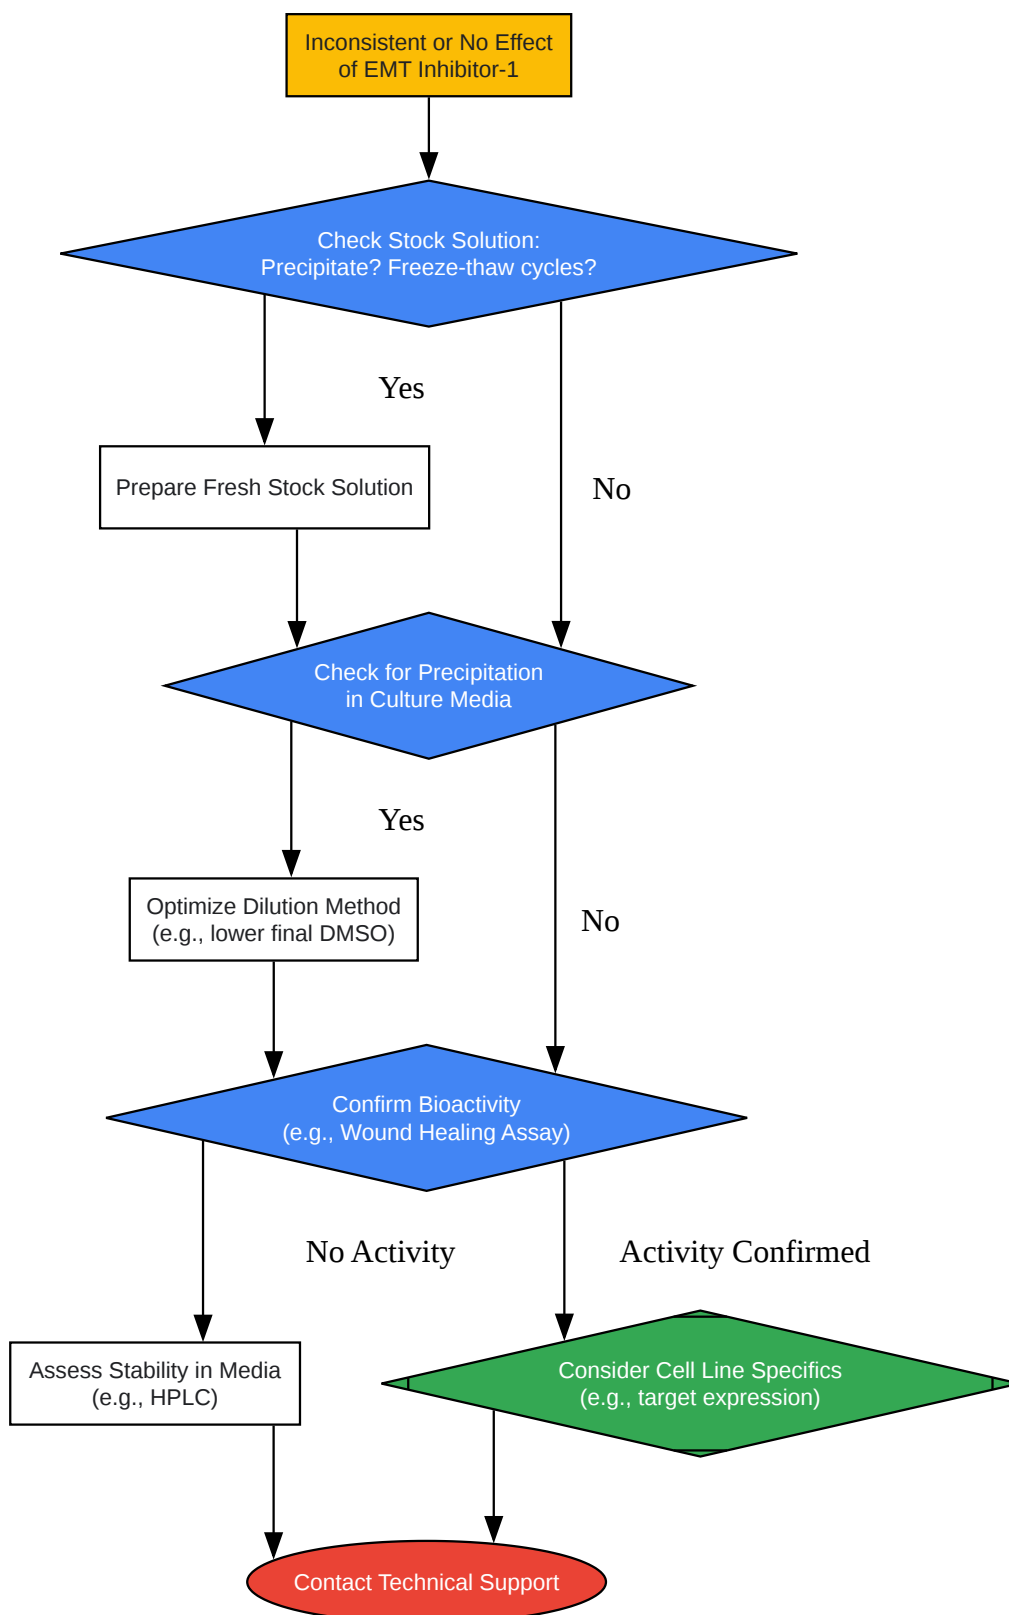 Inconsistent or No Effect
of EMT Inhibitor-1
Check Stock Solution:
Precipitate? Freeze-thaw cycles?
Yes
Prepare Fresh Stock Solution
No
Check for Precipitation
in Culture Media
Yes
Optimize Dilution Method
(e.g., lower final DMSO)
No
Confirm Bioactivity
(e.g., Wound Healing Assay)
No Activity
Activity Confirmed
Assess Stability in Media
(e.g., HPLC)
Consider Cell Line Specifics
(e.g., target expression)
Contact Technical Support